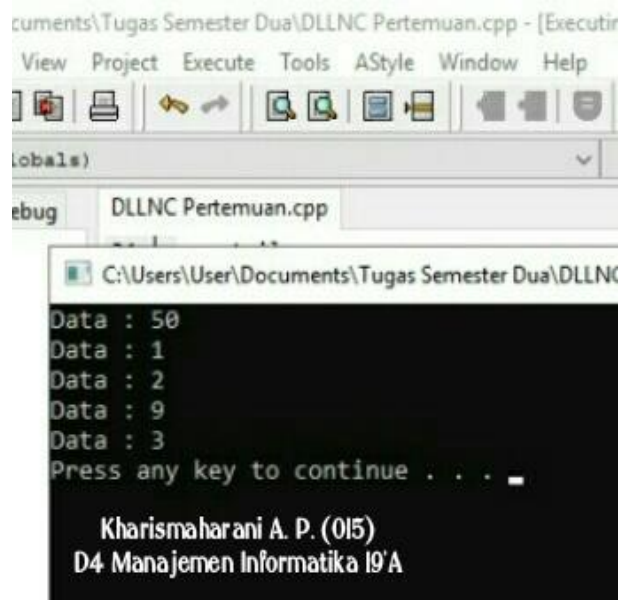 cuments\Tugas Semester Dua\DLLNC Pertemuan.cpp - [Executin
View Project Execute Tools AStyle Window Help
lobals)
ebug DLLNC Pertemuan.cpp
C:\Users\User\Documents\Tugas Semester Dua\DLLNC
Data : 50
Data : 1
Data : 2
Data : 9
Data : 3
Press any key to continue . . .
Kharismaharani A. P. (015)
D4 Manajemen Informatika 19'A